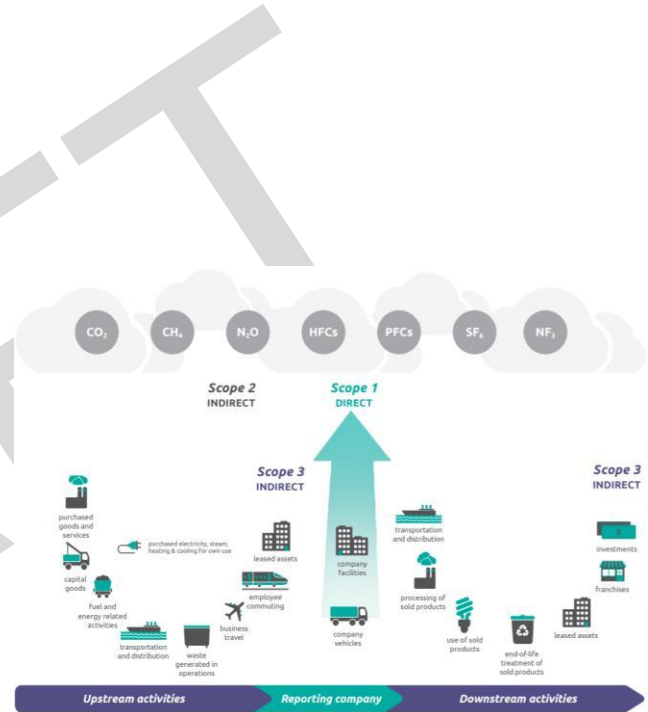 CO₂ CH₄ N₂O HFCs PFCs SF₆ NF₃
Scope 2
INDIRECT
Scope 1
DIRECT
Scope 3
INDIRECT
Scope 3
INDIRECT
purchased
goods and
services
capital
goods
fuel and
energy related
activities
purchased electricity, steam,
heating & cooling for own use
transportation
and distribution
waste
generated in
operations
business
travel
employee
commuting
leased assets
company
facilities
company
vehicles
transportation
and distribution
processing of
sold products
use of sold
products
end-of-life
treatment of
sold products
leased assets
franchises
investments
$
Upstream activities
Reporting company
Downstream activities